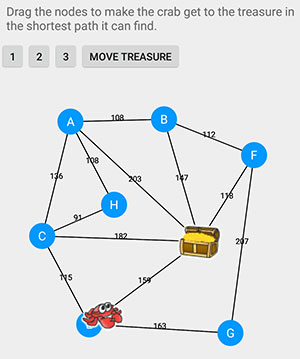 Drag the nodes to make the crab get to the treasure in
the shortest path it can find.
1 2 3 MOVE TREASURE
A 108 B
112
F
108
136
203
147
118
H
91
C
182
207
115
159
163
G